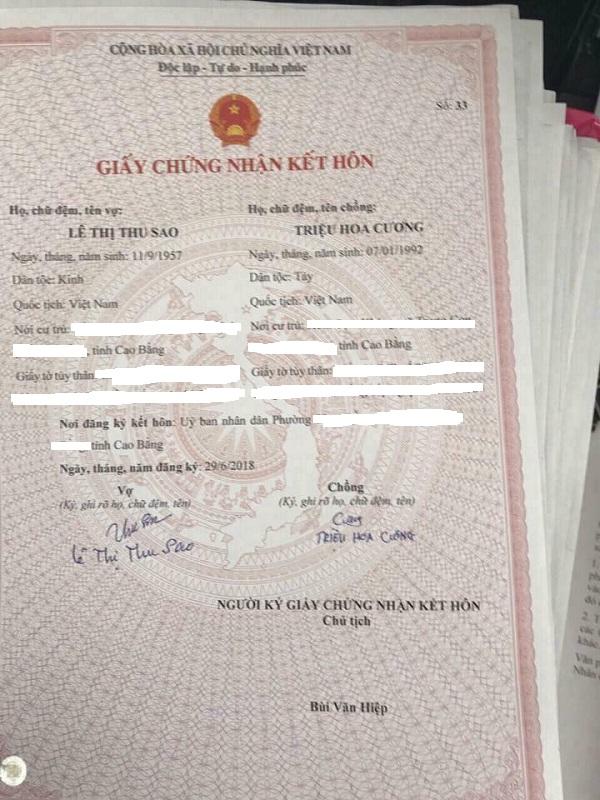 CỘNG HÒA XÃ HỘI CHỦ NGHĨA VIỆT NAM
Độc lập - Tự do - Hạnh phúc
Số: 33
GIẤY CHỨNG NHẬN KẾT HÔN
Họ, chữ đệm, tên vợ:
LÊ THỊ THU SAO
Ngày, tháng, năm sinh: 11/9/1957
Dân tộc: Kinh
Quốc tịch: Việt Nam
Nơi cư trú:
, tỉnh Cao Bằng
Giấy tờ tùy thân
Họ, chữ đệm, tên chồng:
TRIỆU HOA CƯƠNG
Ngày, tháng, năm sinh: 07/01/1992
Dân tộc: Tày
Quốc tịch: Việt Nam
Nơi cư trú:
, tỉnh Cao Bằng
Giấy tờ tùy thân:
Nơi đăng ký kết hôn: Uỷ ban nhân dân Phường
tỉnh Cao Bằng
Ngày, tháng, năm đăng ký: 29/6/2018
Vợ
(Ký, ghi rõ họ, chữ đệm, tên)
Lê Thị Thu Sao
Chồng
(Ký, ghi rõ họ, chữ đệm, tên)
Cương
TRIỆU HOA CƯƠNG
NGƯỜI KÝ GIẤY CHỨNG NHẬN KẾT HÔN
Chủ tịch
Bùi Văn Hiệp
1.
2. T
các
khác
Văn p
Nhân